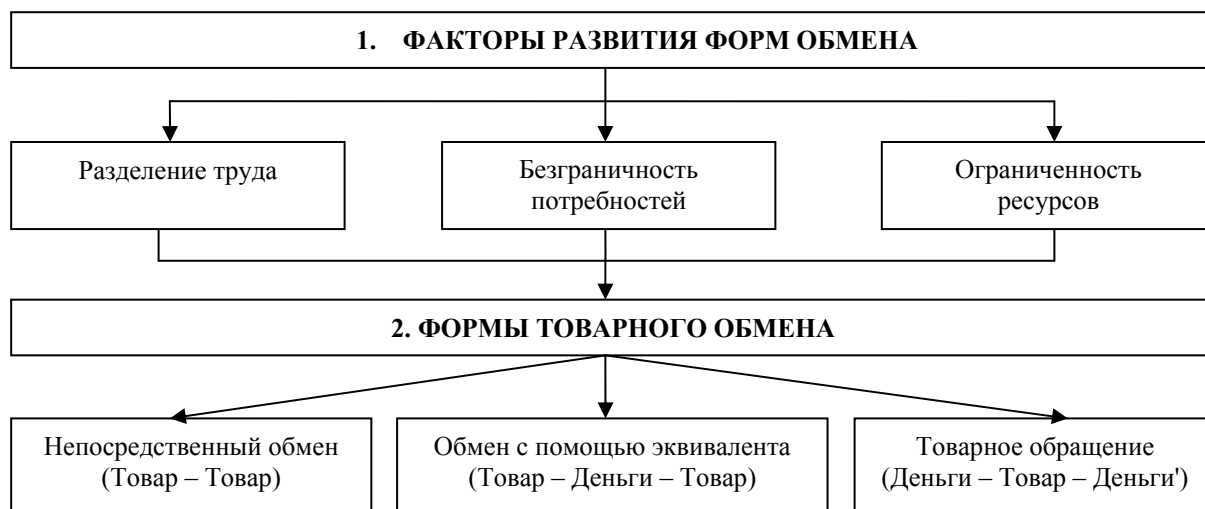 1. ФАКТОРЫ РАЗВИТИЯ ФОРМ ОБМЕНА
Разделение труда
Безграничность
потребностей
Ограниченность
ресурсов
2. ФОРМЫ ТОВАРНОГО ОБМЕНА
Непосредственный обмен
(Товар – Товар)
Обмен с помощью эквивалента
(Товар – Деньги – Товар)
Товарное обращение
(Деньги – Товар – Деньги')